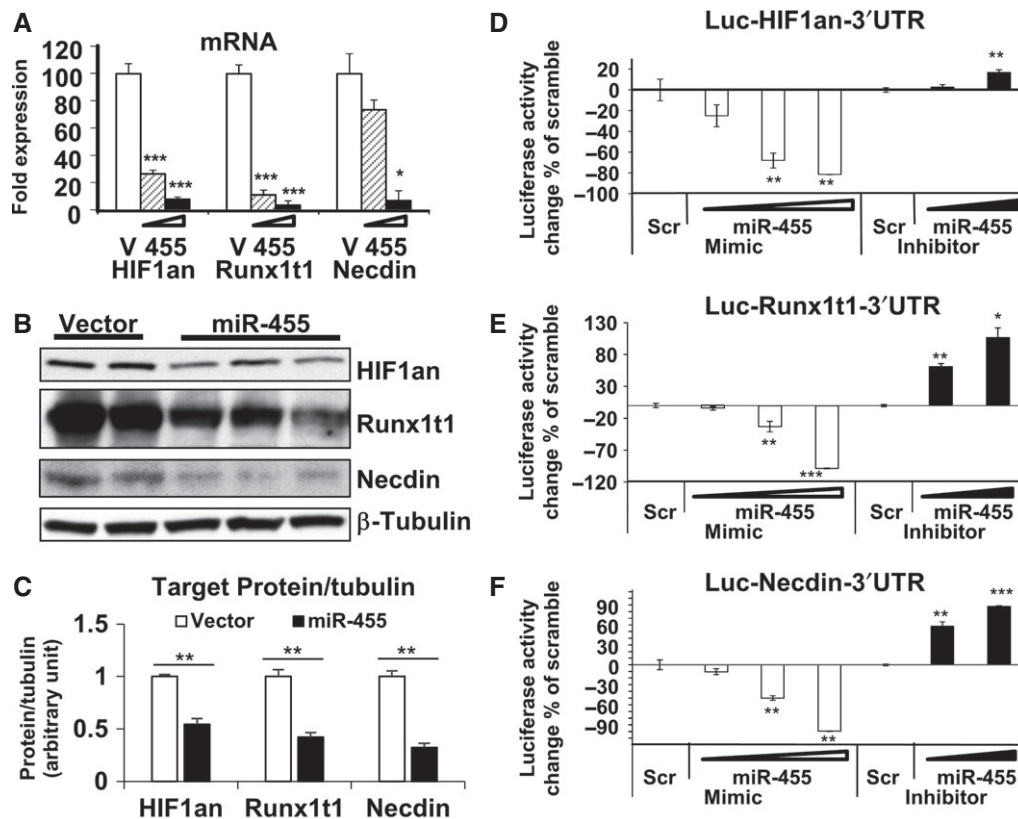 A
mRNA
Fold expression
120
100
80
60
40
20
0
***
***
***
***
*
V 455 V 455 V 455
HIF1an Runx1t1 Necdin
B
Vector miR-455
HIF1an
Runx1t1
Necdin
β-Tubulin
C
Target Protein/tubulin
Vector miR-455
Protein/tubulin
(arbitrary unit)
1.5
1
0.5
0
** ** **
HIF1an Runx1t1 Necdin
D
Luc-HIF1an-3′UTR
Luciferase activity
change % of scramble
20
0
−20
−40
−60
−80
−100
**
**
**
Scr miR-455 Scr miR-455
Mimic Inhibitor
E
Luc-Runx1t1-3′UTR
Luciferase activity
change % of scramble
130
80
30
−20
−70
−120
**
***
**
*
Scr miR-455 Scr miR-455
Mimic Inhibitor
F
Luc-Necdin-3′UTR
Luciferase activity
change % of scramble
90
60
30
0
−30
−60
−90
**
**
**
***
Scr miR-455 Scr miR-455
Mimic Inhibitor